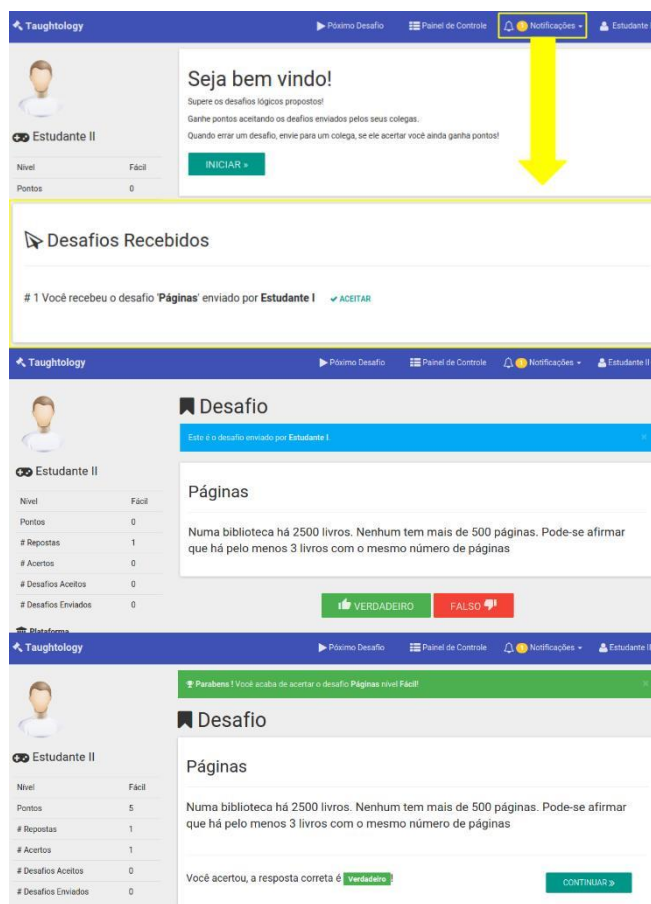 Taughtology Póximo Desafio Painel de Controle 1 Notificações Estudante I
Seja bem vindo!
Supere os desafios lógicos propostos!
Ganhe pontos aceitando os deafios enviados pelos seus colegas.
Quando errar um desafio, envie para um colega, se ele acertar você ainda ganha pontos!
INICIAR »
Estudante II
Nível Fácil
Pontos 0
Desafios Recebidos
# 1 Você recebeu o desafio 'Páginas' enviado por Estudante I ACEITAR
Taughtology Póximo Desafio Painel de Controle 1 Notificações Estudante II
Desafio
Este é o desafio enviado por Estudante I. ×
Estudante II
Nível Fácil
Pontos 0
# Repostas 1
# Acertos 0
# Desafios Aceitos 0
# Desafios Enviados 0
Plataforma
Páginas
Numa biblioteca há 2500 livros. Nenhum tem mais de 500 páginas. Pode-se afirmar
que há pelo menos 3 livros com o mesmo número de páginas
VERDADEIRO FALSO
Taughtology Póximo Desafio Painel de Controle 1 Notificações Estudante II
Parabens ! Você acaba de acertar o desafio Páginas nível Fácil! ×
Desafio
Estudante II
Nível Fácil
Pontos 5
# Repostas 1
# Acertos 1
# Desafios Aceitos 0
# Desafios Enviados 0
Páginas
Numa biblioteca há 2500 livros. Nenhum tem mais de 500 páginas. Pode-se afirmar
que há pelo menos 3 livros com o mesmo número de páginas
Você acertou, a resposta correta é Verdadeiro !
CONTINUAR »